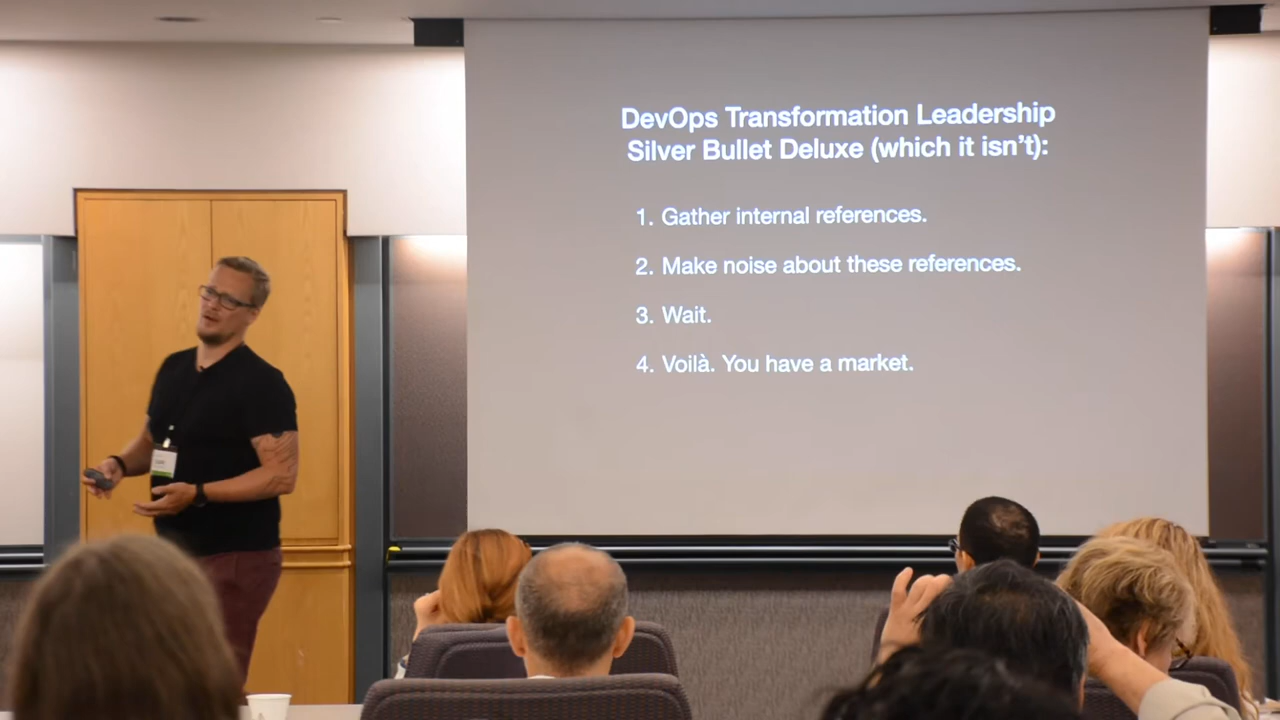 DevOps Transformation Leadership
Silver Bullet Deluxe (which it isn't):
1. Gather internal references.
2. Make noise about these references.
3. Wait.
4. Voilà. You have a market.